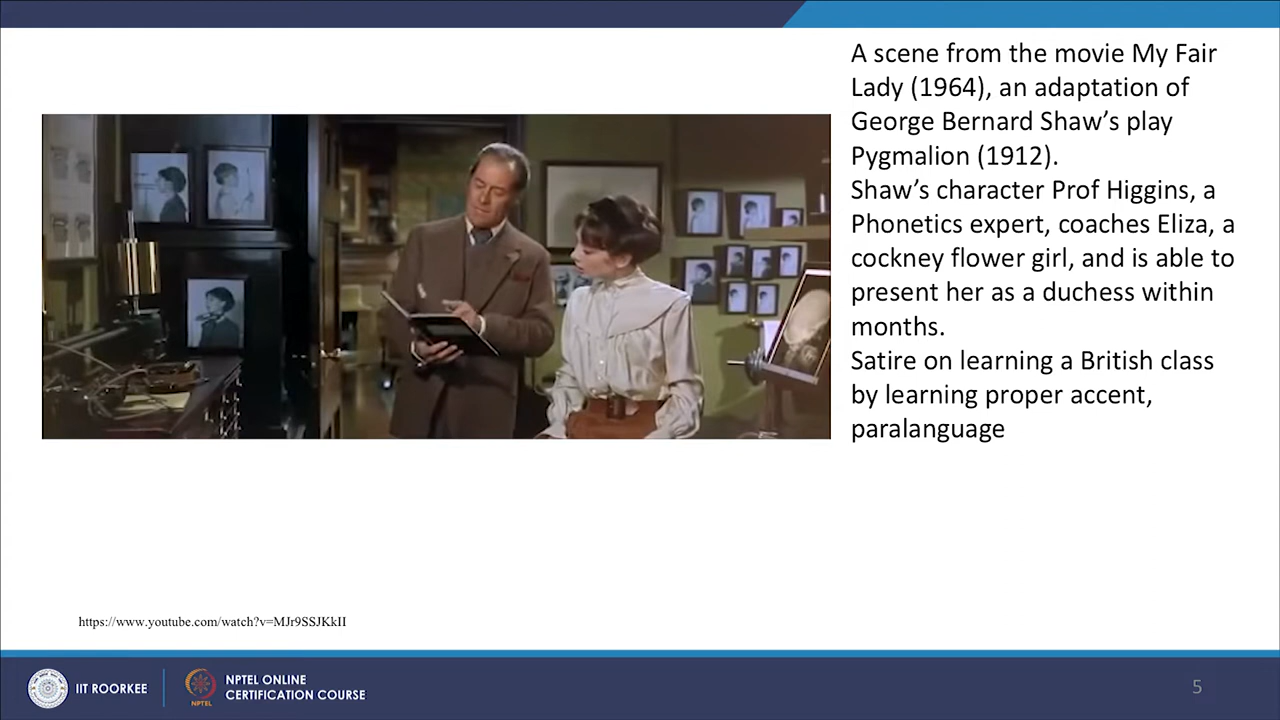 A scene from the movie My Fair
Lady (1964), an adaptation of
George Bernard Shaw’s play
Pygmalion (1912).
Shaw’s character Prof Higgins, a
Phonetics expert, coaches Eliza, a
cockney flower girl, and is able to
present her as a duchess within
months.
Satire on learning a British class
by learning proper accent,
paralanguage
https://www.youtube.com/watch?v=MJr9SSJKkII
IIT ROORKEE
NPTEL
NPTEL ONLINE
CERTIFICATION COURSE
5